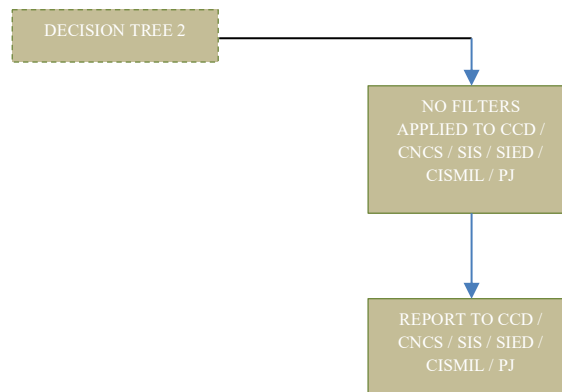 DECISION TREE 2
NO FILTERS
APPLIED TO CCD /
CNCS / SIS / SIED /
CISMIL / PJ
REPORT TO CCD /
CNCS / SIS / SIED /
CISMIL / PJ